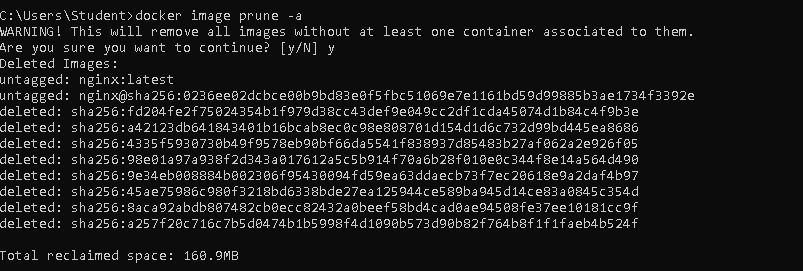 C:\Users\Student>docker image prune -a
WARNING! This will remove all images without at least one container associated to them.
Are you sure you want to continue? [y/N] y
Deleted Images:
untagged: nginx:latest
untagged: nginx@sha256:0236ee02dcbce00b9bd83e0f5fbc51069e7e1161bd59d99885b3ae1734f3392e
deleted: sha256:fd204fe2f75024354b1f979d38cc43def9e049cc2df1cda45074d1b84c4f9b3e
deleted: sha256:a42123db641843401b16bcab8ec0c98e808701d154d1d6c732d99bd445ea8686
deleted: sha256:4335f5930730b49f9578eb90bf66da5541f838937d85483b27af062a2e926f05
deleted: sha256:98e01a97a938f2d343a017612a5c5b914f70a6b28f010e0c344f8e14a564d490
deleted: sha256:9e34eb008884b002306f95430094fd59ea63ddaecb73f7ec20618e9a2daf4b97
deleted: sha256:45ae75986c980f3218bd6338bde27ea125944ce589ba945d14ce83a0845c354d
deleted: sha256:8aca92abdb807482cb0ecc82432a0beef58bd4cad0ae94508fe37ee10181cc9f
deleted: sha256:a257f20c716c7b5d0474b1b5998f4d1090b573d90b82f764b8f1f1faeb4b524f
Total reclaimed space: 160.9MB